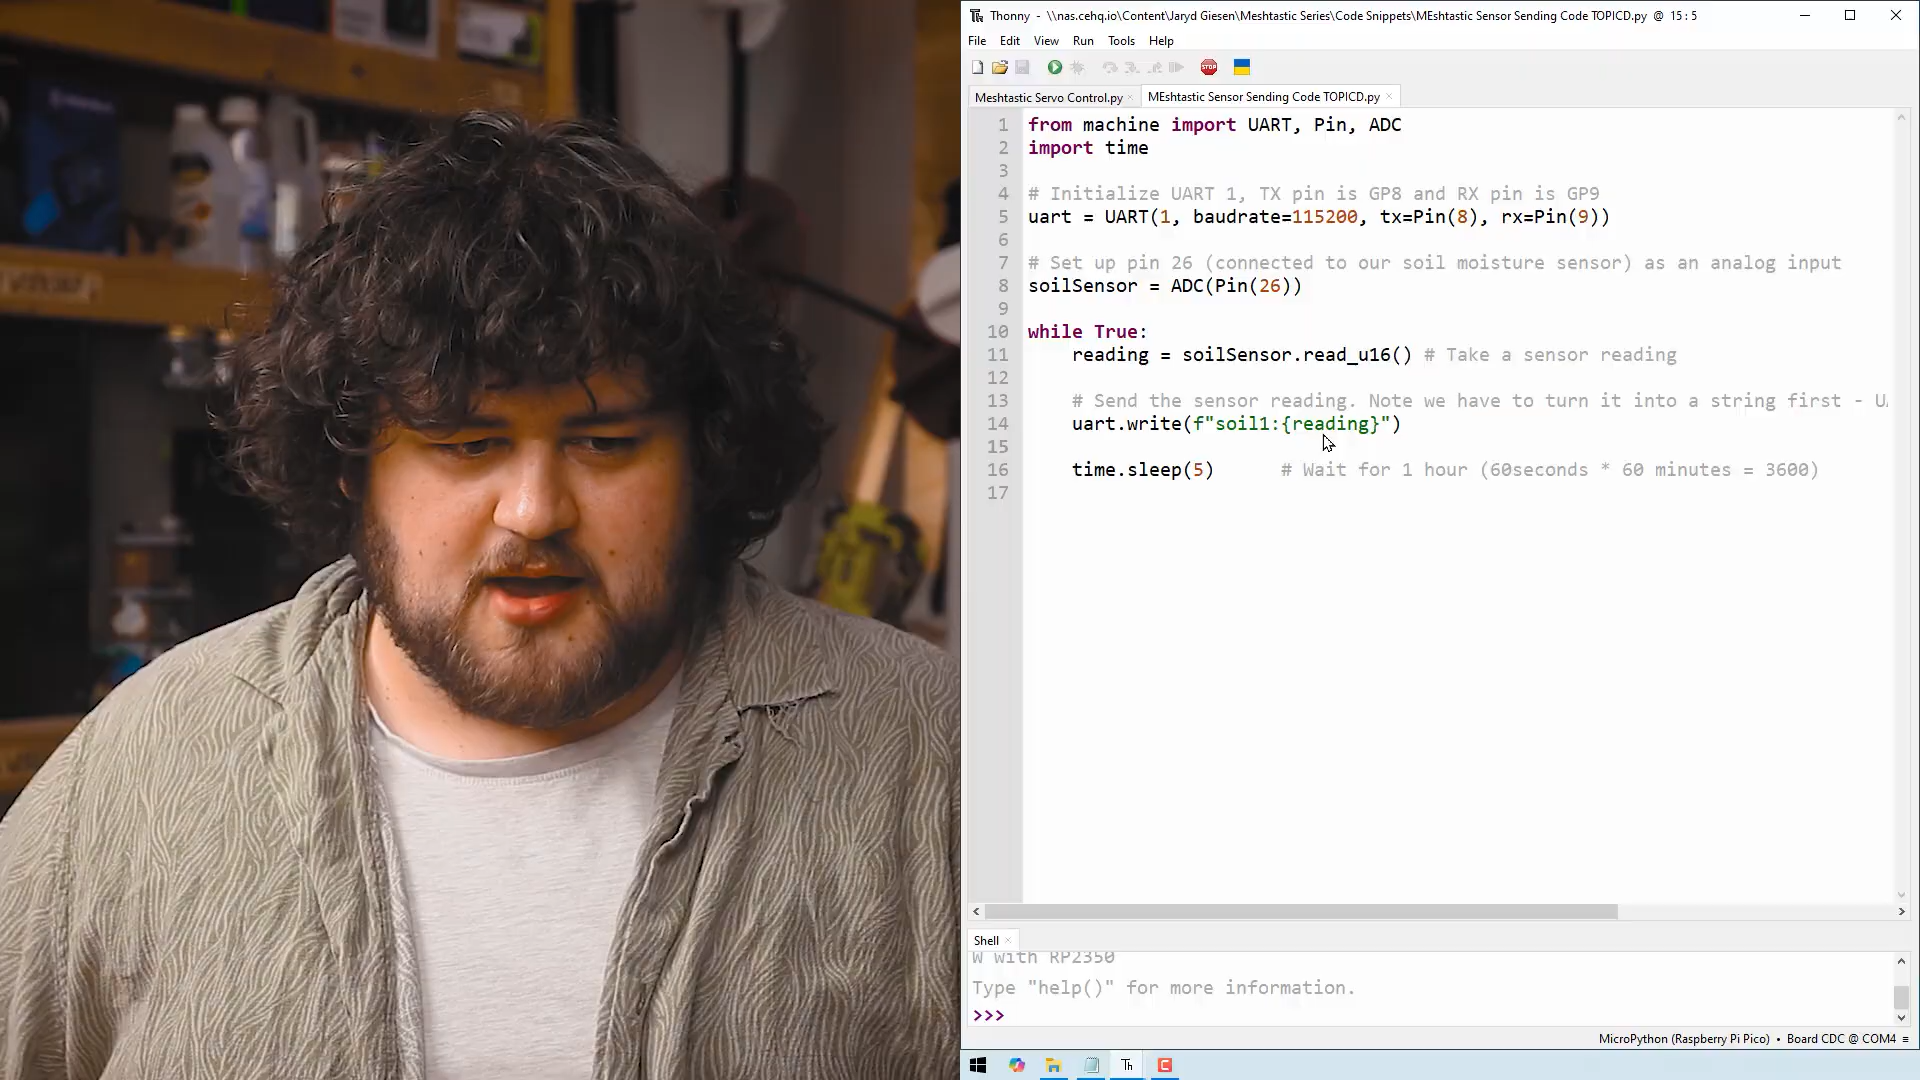 Thonny - \\nas.cehq.io\Content\Jaryd Giesen\Meshtastic Series\Code Snippets\MEshtastic Sensor Sending Code TOPICD.py @ 15:5
File Edit View Run Tools Help
STOP
Meshtastic Servo Control.py
MEshtastic Sensor Sending Code TOPICD.py
1 from machine import UART, Pin, ADC
2 import time
3
4 # Initialize UART 1, TX pin is GP8 and RX pin is GP9
5 uart = UART(1, baudrate=115200, tx=Pin(8), rx=Pin(9))
6
7 # Set up pin 26 (connected to our soil moisture sensor) as an analog input
8 soilSensor = ADC(Pin(26))
9
10 while True:
11 reading = soilSensor.read_u16() # Take a sensor reading
12
13 # Send the sensor reading. Note we have to turn it into a string first -
14 uart.write(f"soil1:{reading}")
15
16 time.sleep(5) # Wait for 1 hour (60seconds * 60 minutes = 3600)
17
Shell
W with RP2350
Type "help()" for more information.
>>>
MicroPython (Raspberry Pi Pico) • Board CDC @ COM4 ≡
Th